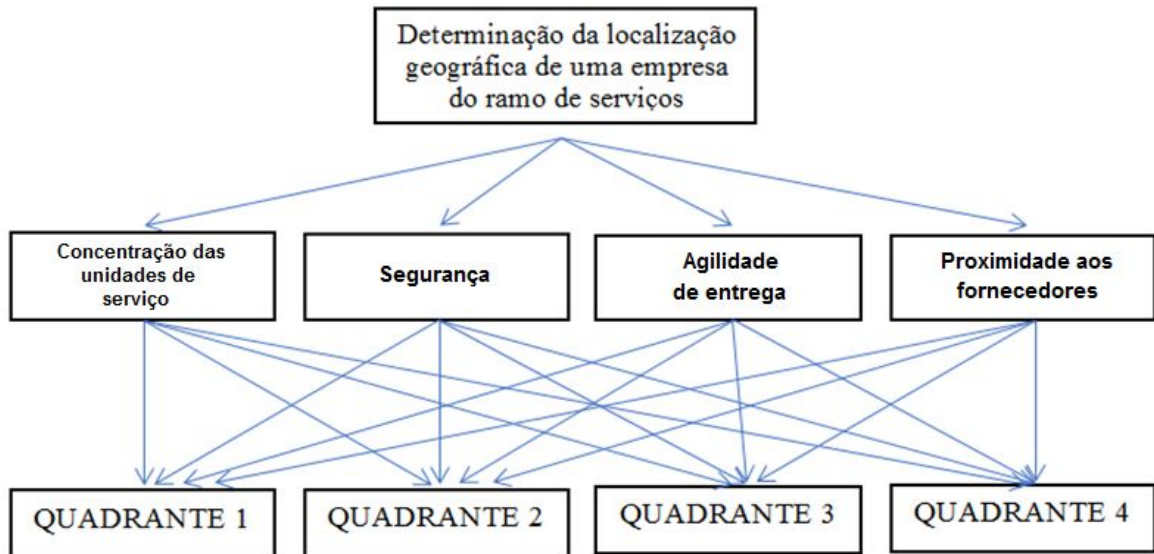 Determinação da localização
geográfica de uma empresa
do ramo de serviços
Concentração das
unidades de
serviço
Segurança
Agilidade
de entrega
Proximidade aos
fornecedores
QUADRANTE 1
QUADRANTE 2
QUADRANTE 3
QUADRANTE 4